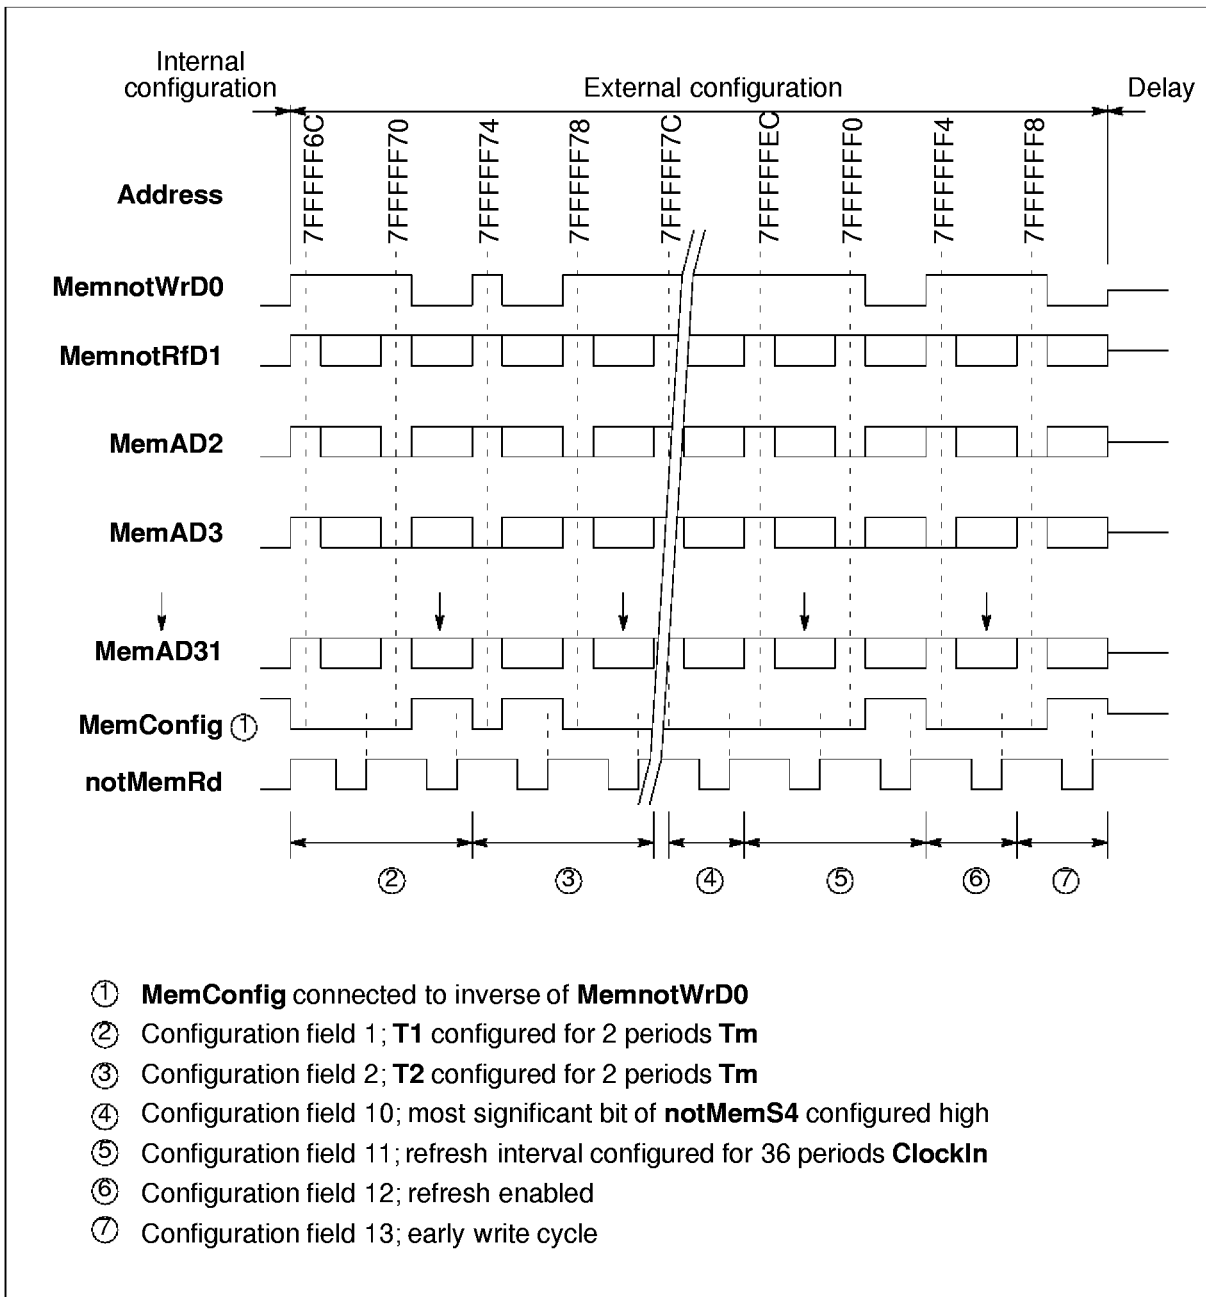 Internal
configuration
External configuration
Delay
Address
7FFFFF6C
7FFFFF70
7FFFFF74
7FFFFF78
7FFFFF7C
7FFFFFEC
7FFFFFF0
7FFFFFF4
7FFFFFF8
MemnotWrD0
MemnotRfD1
MemAD2
MemAD3
MemAD31
MemConfig ①
notMemRd
② ③ ④ ⑤ ⑥ ⑦
① MemConfig connected to inverse of MemnotWrD0
② Configuration field 1; T1 configured for 2 periods Tm
③ Configuration field 2; T2 configured for 2 periods Tm
④ Configuration field 10; most significant bit of notMemS4 configured high
⑤ Configuration field 11; refresh interval configured for 36 periods ClockIn
⑥ Configuration field 12; refresh enabled
⑦ Configuration field 13; early write cycle